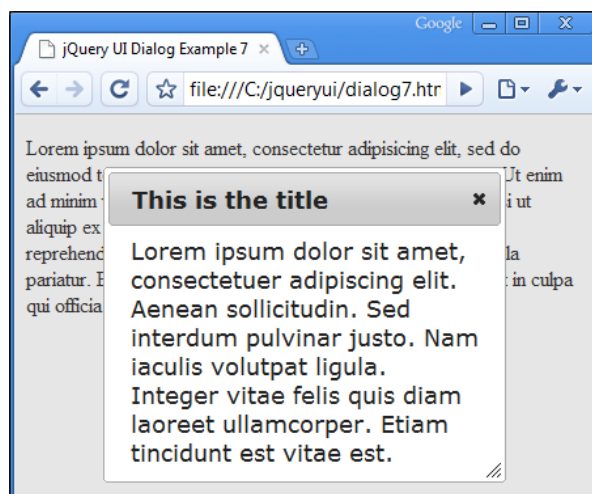 Google
jQuery UI Dialog Example 7
file:///C:/jqueryui/dialog7.htr
Lorem ipsum dolor sit amet, consectetur adipisicing elit, sed do
eiusmod t Ut enim
ad minim i ut
aliquip ex
reprehend la
pariatur. E t in culpa
qui officia
This is the title
Lorem ipsum dolor sit amet,
consectetuer adipiscing elit.
Aenean sollicitudin. Sed
interdum pulvinar justo. Nam
iaculis volutpat ligula.
Integer vitae felis quis diam
laoreet ullamcorper. Etiam
tincidunt est vitae est.